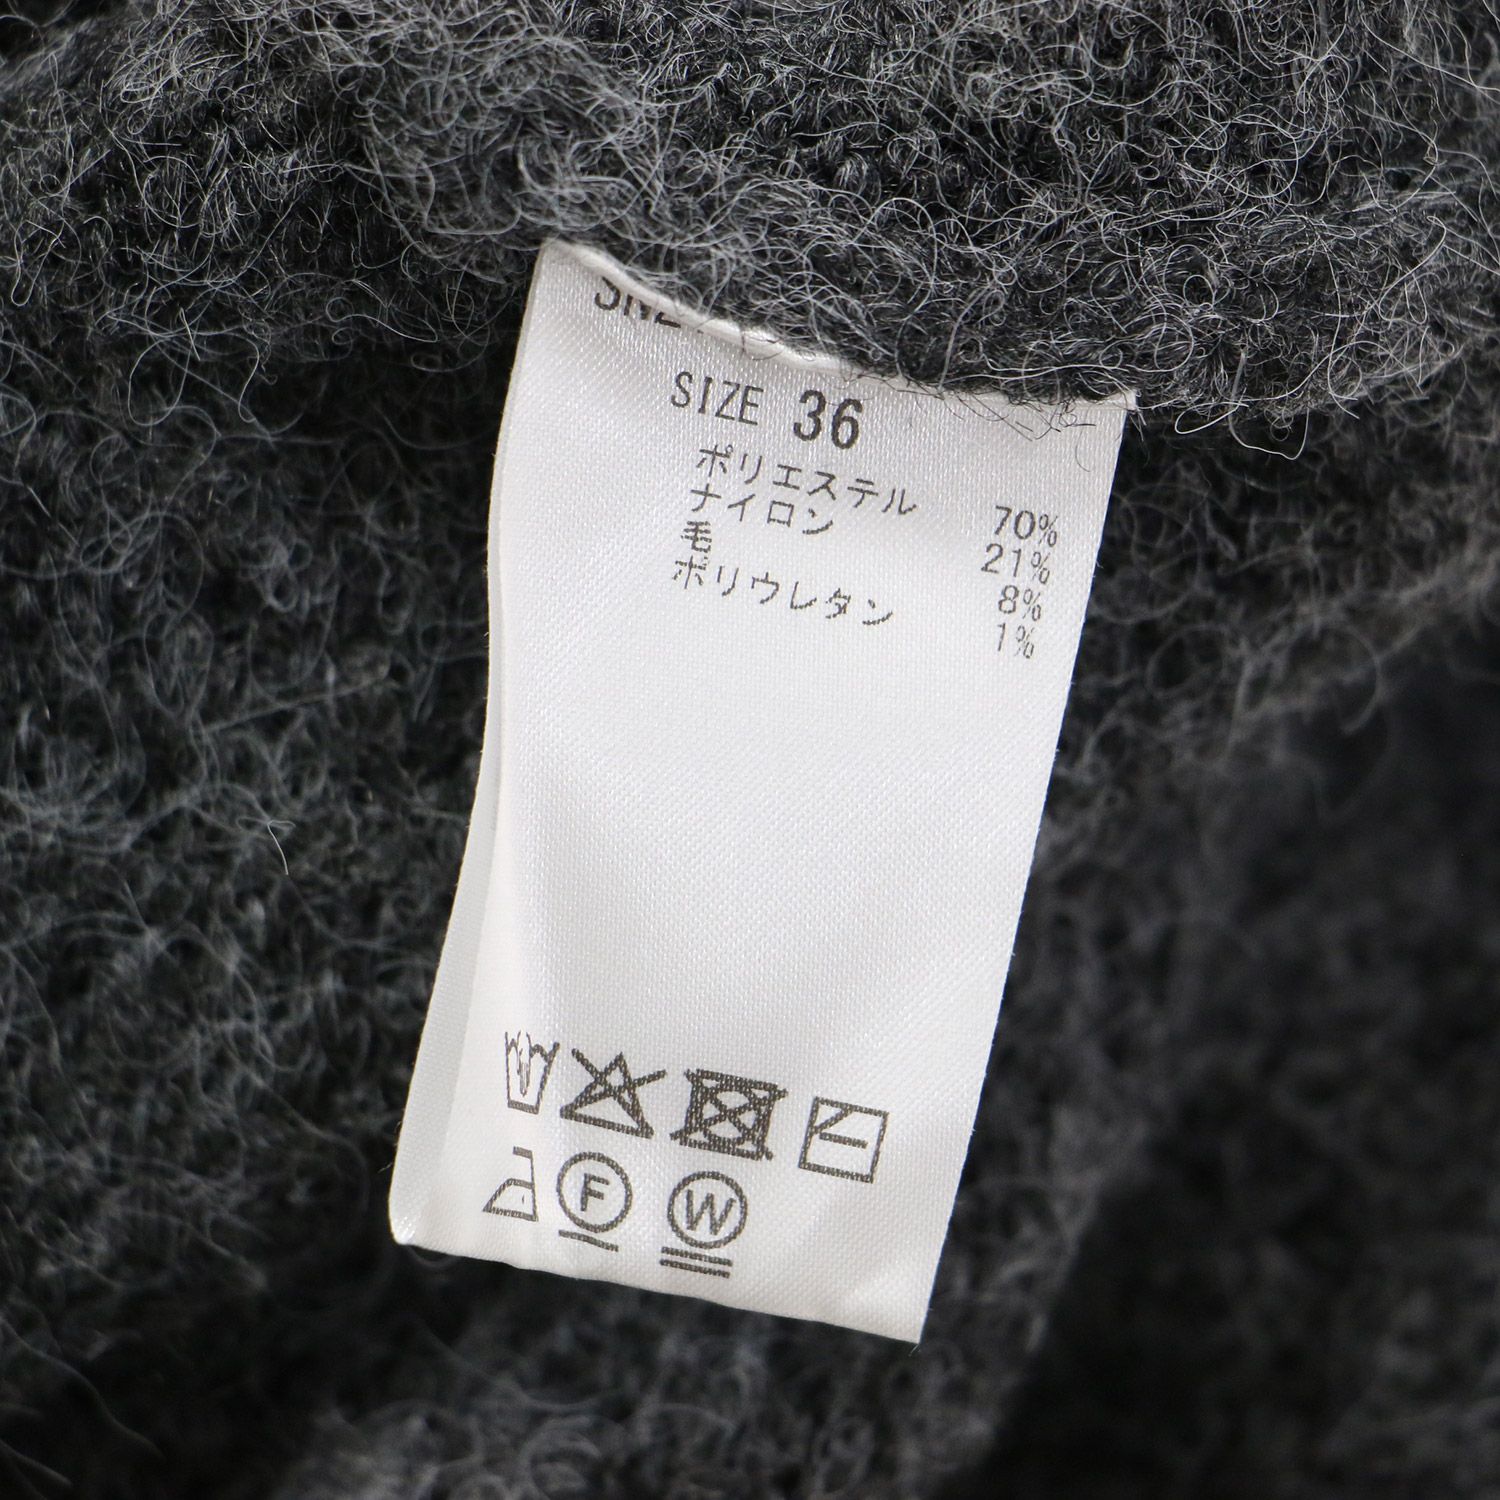 SIZE 36
ポリエステル 70%
ナイロン 21%
毛 8%
ポリウレタン 1%
F
W